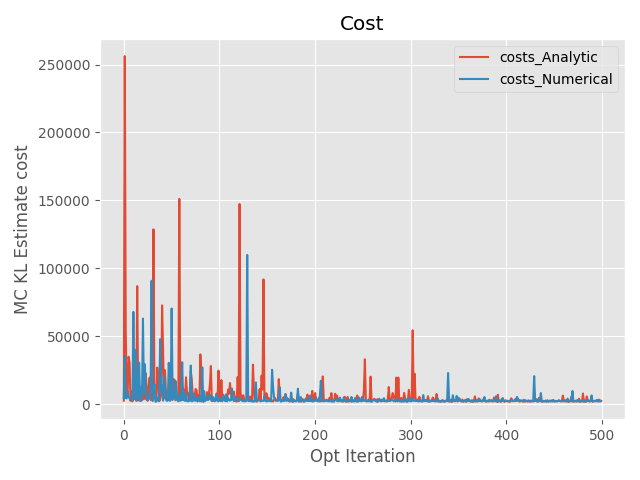 Cost
costs_Analytic
costs_Numerical
MC KL Estimate cost
250000
200000
150000
100000
50000
0
0 100 200 300 400 500
Opt Iteration